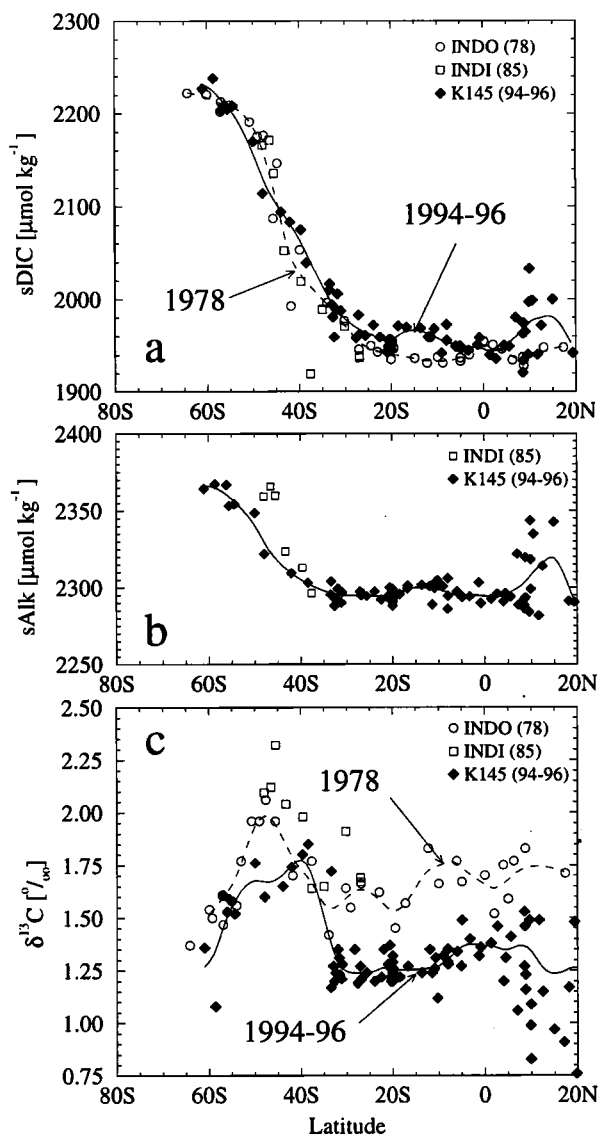 2300
INDO (78)
INDI (85)
K145 (94-96)
2200
sDIC [µmol kg⁻¹]
2100
1994-96
2000
1978
a
1900
80S 60S 40S 20S 0 20N
2400
INDI (85)
K145 (94-96)
sAlk [µmol kg⁻¹]
2350
2300
b
2250
80S 60S 40S 20S 0 20N
2.50
c
INDO (78)
INDI (85)
K145 (94-96)
2.25
1978
2.00
δ¹³C [⁰/₀₀]
1.75
1.50
1.25
1994-96
1.00
0.75
80S 60S 40S 20S 0 20N
Latitude